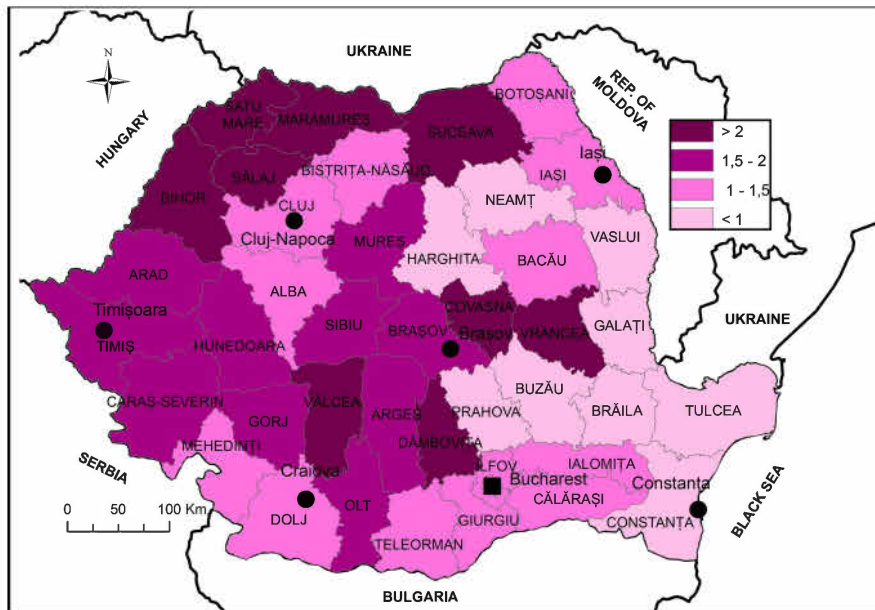 N
UKRAINE
REP. OF
MOLDOVA
HUNGARY
BOTOȘANI
SATU
MARE
MARAMUREȘ
SUCEAVA
> 2
1,5 - 2
1 - 1,5
< 1
Iași
IAȘI
SĂLAJ
BISTRIȚA-NĂSĂUD
BIHOR
CLUJ
Cluj-Napoca
NEAMȚ
MUREȘ
VASLUI
HARGHITA
BACĂU
ARAD
ALBA
COVASNA
Timișoara
TIMIȘ
SIBIU
BRAȘOV
Brașov
VRANCEA
GALAȚI
UKRAINE
HUNEDOARA
CARAȘ-SEVERIN
VÂLCEA
ARGEȘ
BUZĂU
PRAHOVA
BRĂILA
TULCEA
GORJ
MEHEDINȚI
DÂMBOVIȚA
SERBIA
ILFOV
IALOMIȚA
Craiova
Bucharest
Constanța
CĂLĂRAȘI
OLT
DOLJ
GIURGIU
CONSTANȚA
TELEORMAN
BLACK SEA
0 50 100 Km
BULGARIA